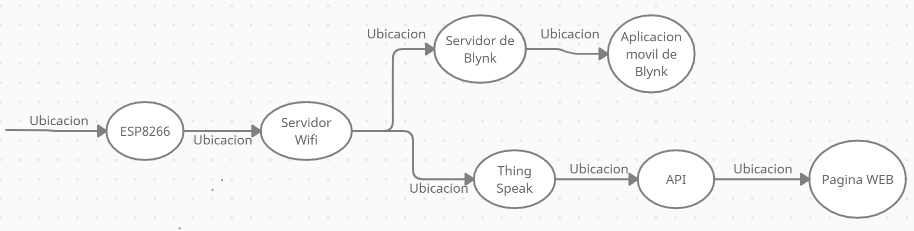 Ubicacion
ESP8266
Ubicacion
Servidor
Wifi
Ubicacion
Servidor de
Blynk
Ubicacion
Aplicacion
movil de
Blynk
Ubicacion
Thing
Speak
Ubicacion
API
Ubicacion
Pagina WEB